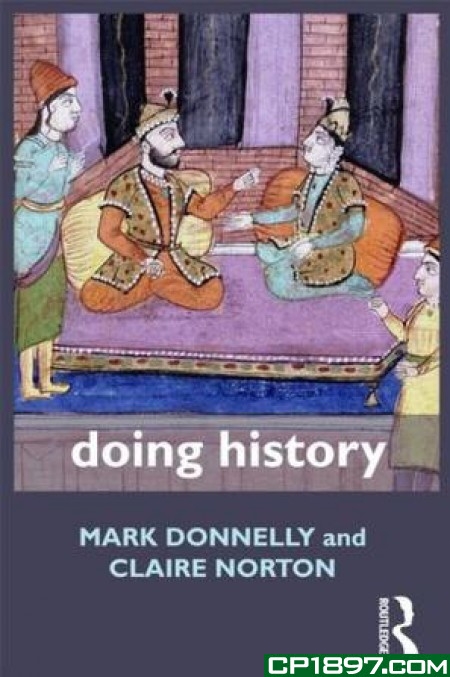 doing history
MARK DONNELLY and
CLAIRE NORTON
ROUTLEDGE
R
CP1897.com